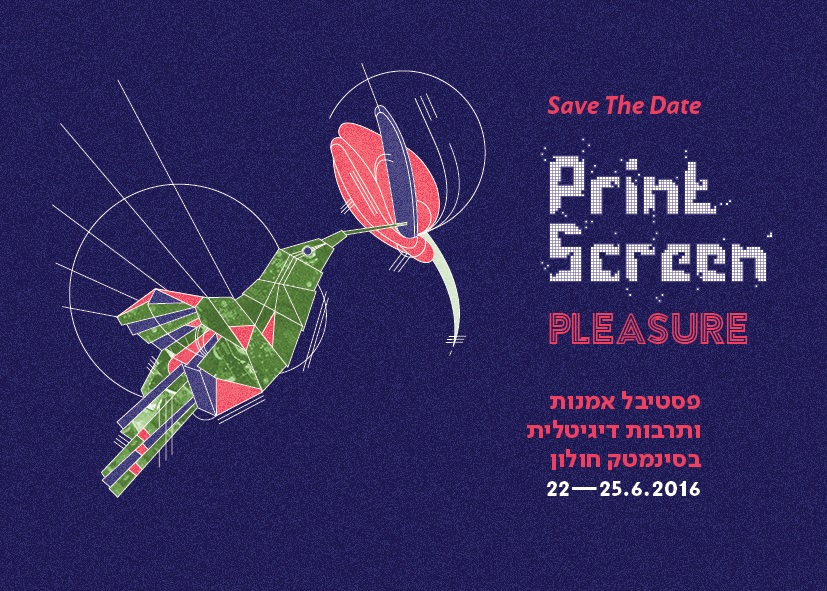 Save The Date
Print
Screen
PLEASURE
פסטיבל אמנות
ותרבות דיגיטלית
בסינמטק חולון
22—25.6.2016